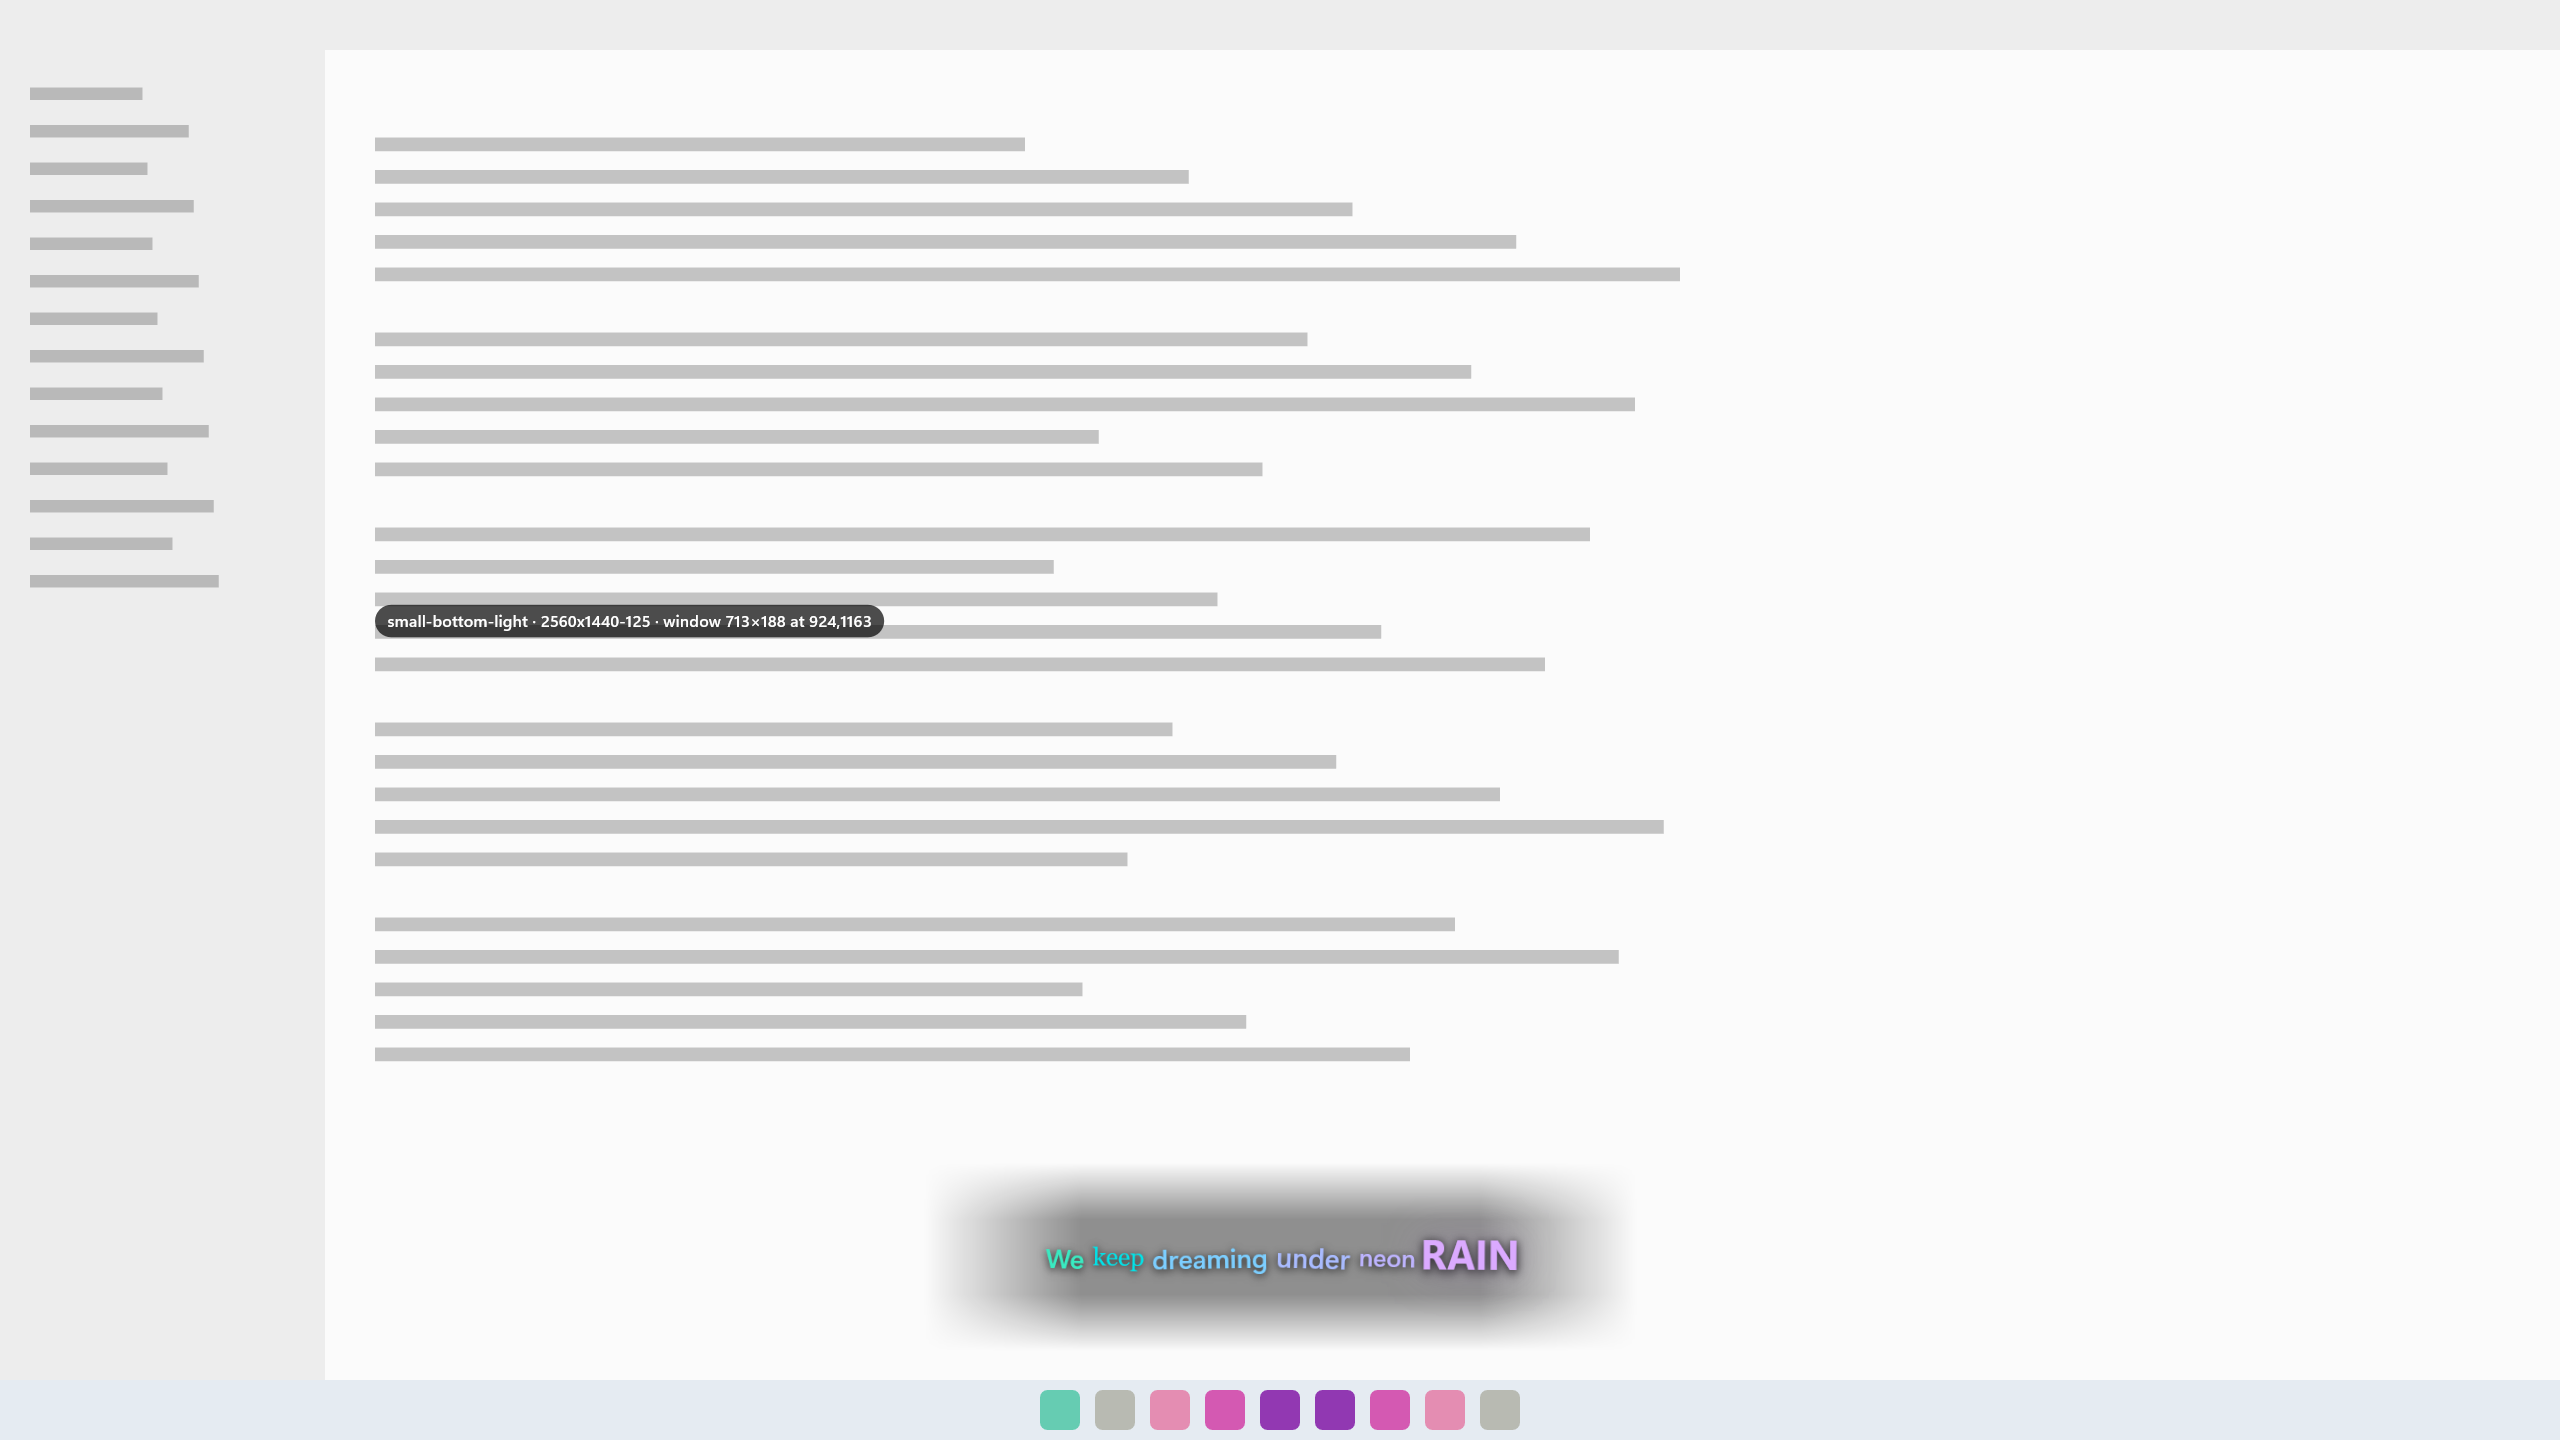 small-bottom-light · 2560x1440-125 · window 713×188 at 924,1163
We keep dreaming under neon RAIN